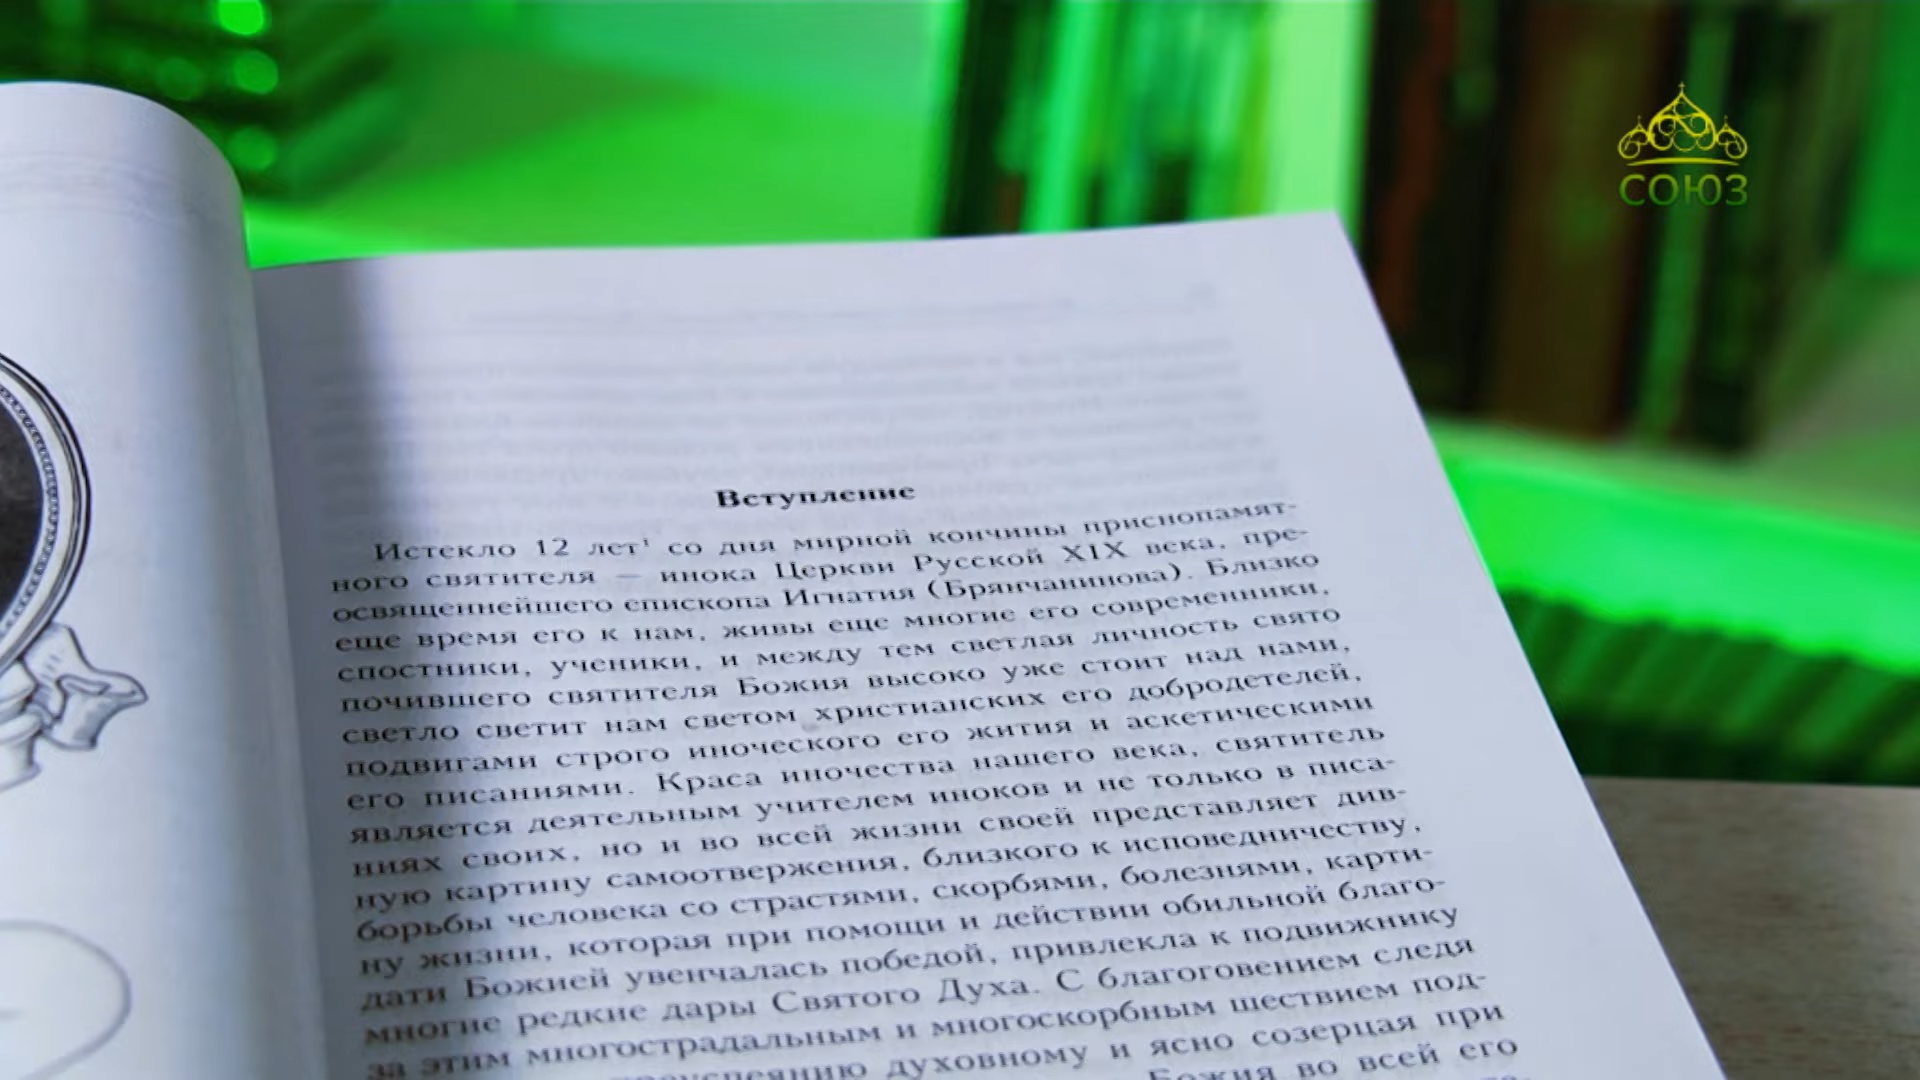 СОЮЗ
Вступление
Истекло 12 лет¹ со дня мирной кончины приснопамят-
ного святителя — инока Церкви Русской XIX века, пре-
освященнейшего епископа Игнатия (Брянчанинова). Близко
еще время его к нам, живы еще многие его современники,
спостники, ученики, и между тем светлая личность свято
почившего святителя Божия высоко уже стоит над нами,
светло светит нам светом христианских его добродетелей,
подвигами строго иноческого его жития и аскетическими
его писаниями. Краса иночества нашего века, святитель
является деятельным учителем иноков и не только в писа-
ниях своих, но и во всей жизни своей представляет див-
ную картину самоотвержения, близкого к исповедничеству,
борьбы человека со страстями, скорбями, болезнями, карти-
ну жизни, которая при помощи и действии обильной благо-
дати Божией увенчалась победой, привлекла к подвижнику
многие редкие дары Святого Духа. С благоговением следя
за этим многострадальным и многоскорбным шествием под-
духовному и ясно созерцая при
Божия во всей его